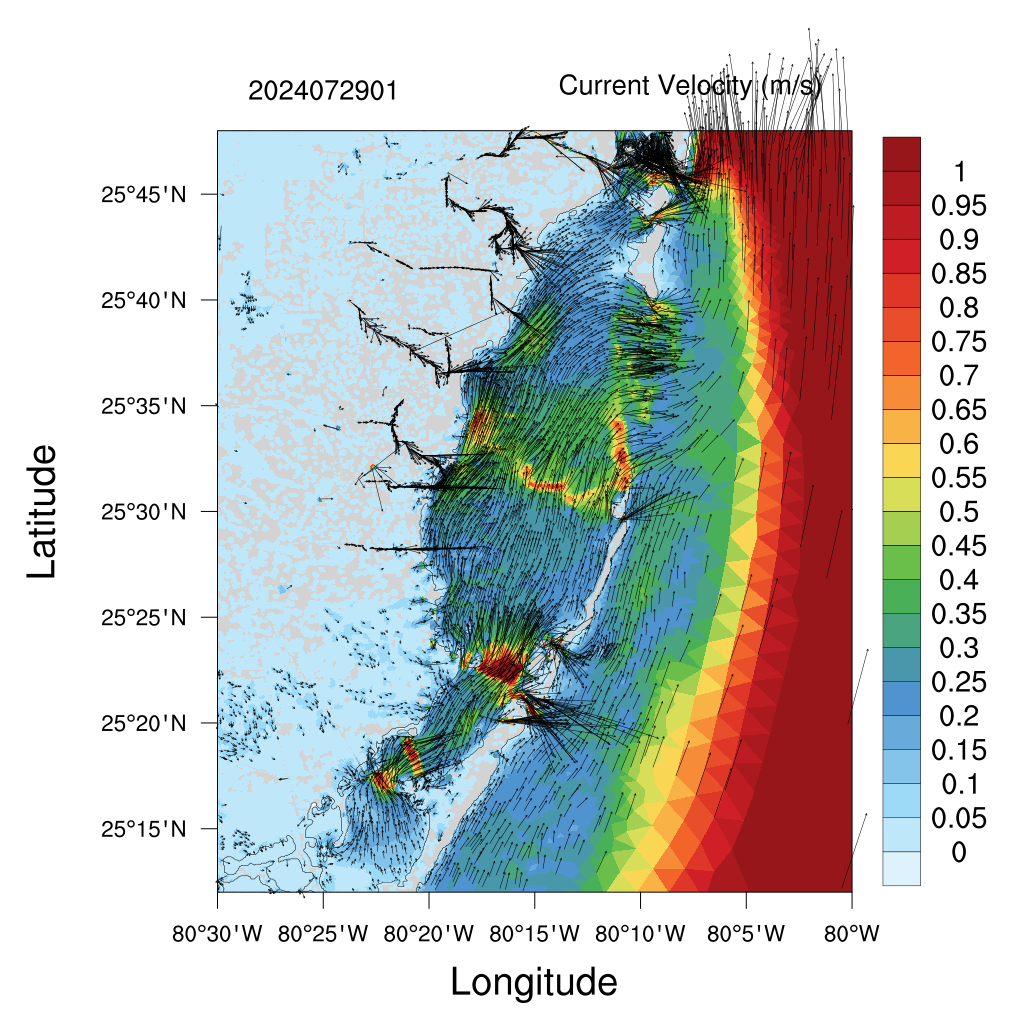 2024072901
Current Velocity (m/s)
25°45'N
25°40'N
25°35'N
25°30'N
25°25'N
25°20'N
25°15'N
Latitude
80°30'W 80°25'W 80°20'W 80°15'W 80°10'W 80°5'W 80°W
Longitude
1
0.95
0.9
0.85
0.8
0.75
0.7
0.65
0.6
0.55
0.5
0.45
0.4
0.35
0.3
0.25
0.2
0.15
0.1
0.05
0